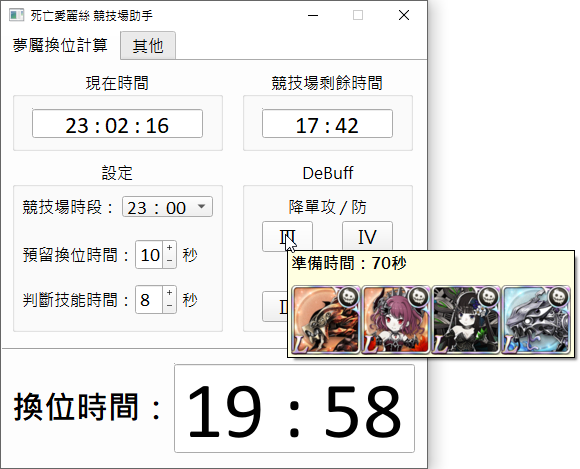 死亡愛麗絲 競技場助手
夢魘換位計算 其他
現在時間 競技場剩餘時間
23 : 02 : 16 17 : 42
設定 DeBuff
競技場時段： 23 : 00 降單攻 / 防
III IV
預留換位時間： 10 秒
準備時間：70秒
判斷技能時間： 8 秒
L L L L
換位時間： 19 : 58